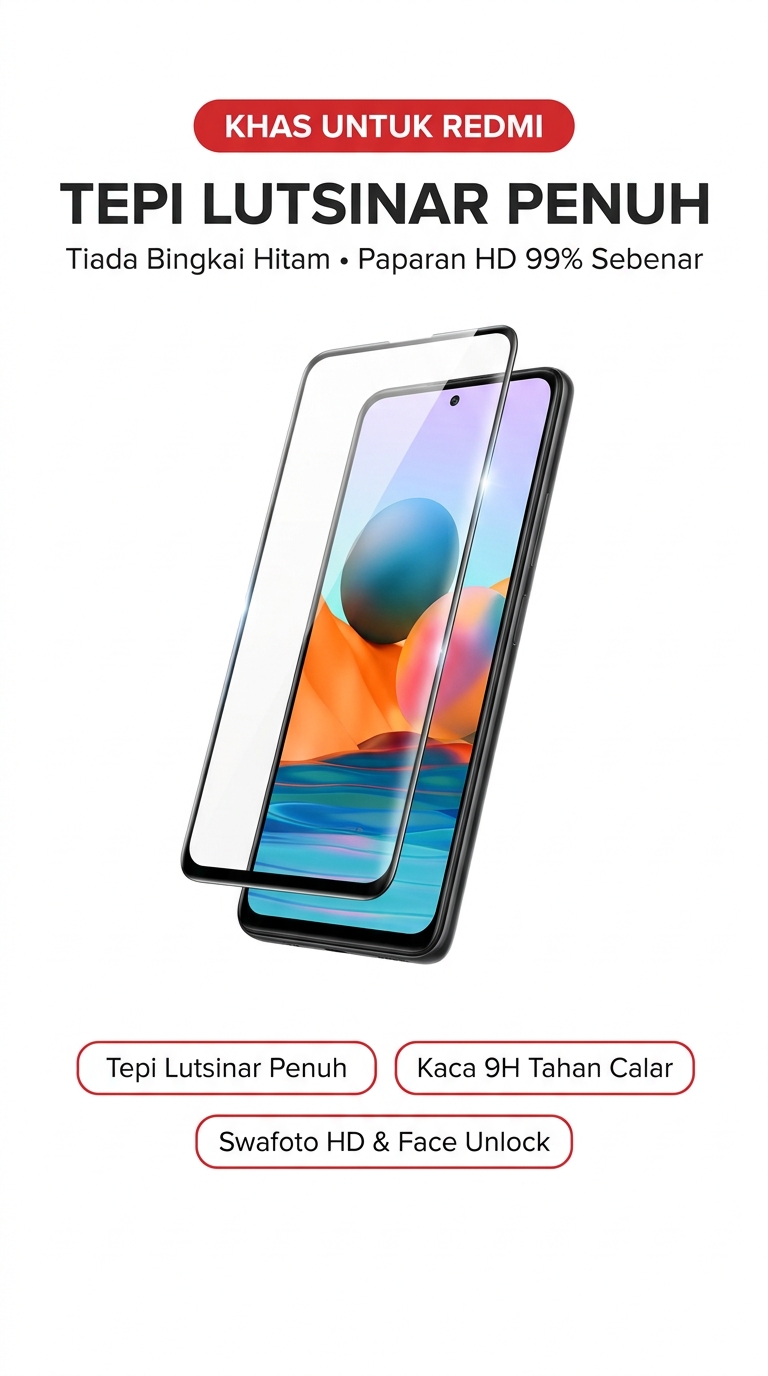 KHAS UNTUK REDMI
TEPI LUTSINAR PENUH
Tiada Bingkai Hitam • Paparan HD 99% Sebenar
Tepi Lutsinar Penuh
Kaca 9H Tahan Calar
Swafoto HD & Face Unlock